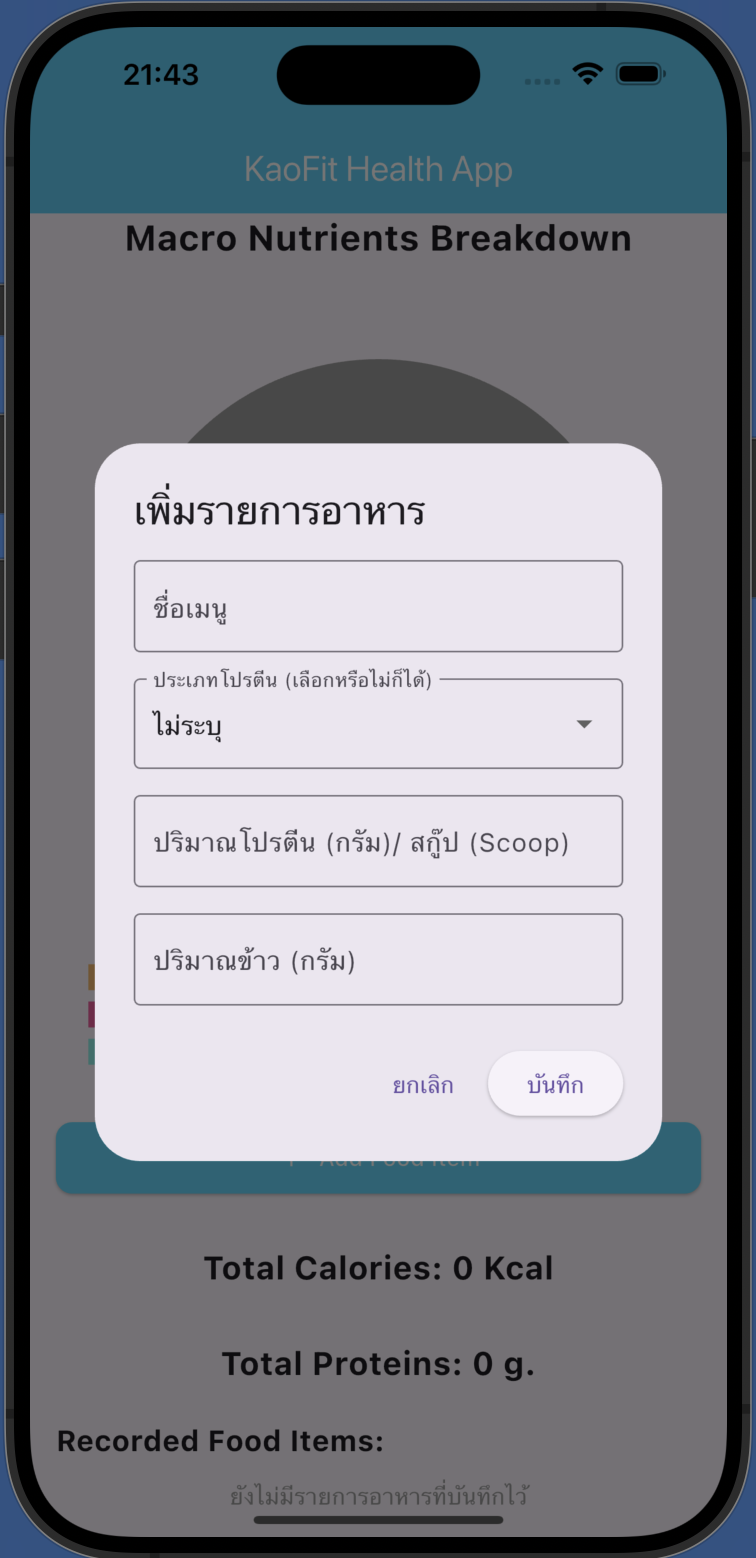 21:43
KaoFit Health App
Macro Nutrients Breakdown
เพิ่มรายการอาหาร
ชื่อเมนู
ประเภทโปรตีน (เลือกหรือไม่ก็ได้)
ไม่ระบุ
ปริมาณโปรตีน (กรัม)/ สกู๊ป (Scoop)
ปริมาณข้าว (กรัม)
ยกเลิก บันทึก
+ Add Food Item
Total Calories: 0 Kcal
Total Proteins: 0 g.
Recorded Food Items:
ยังไม่มีรายการอาหารที่บันทึกไว้